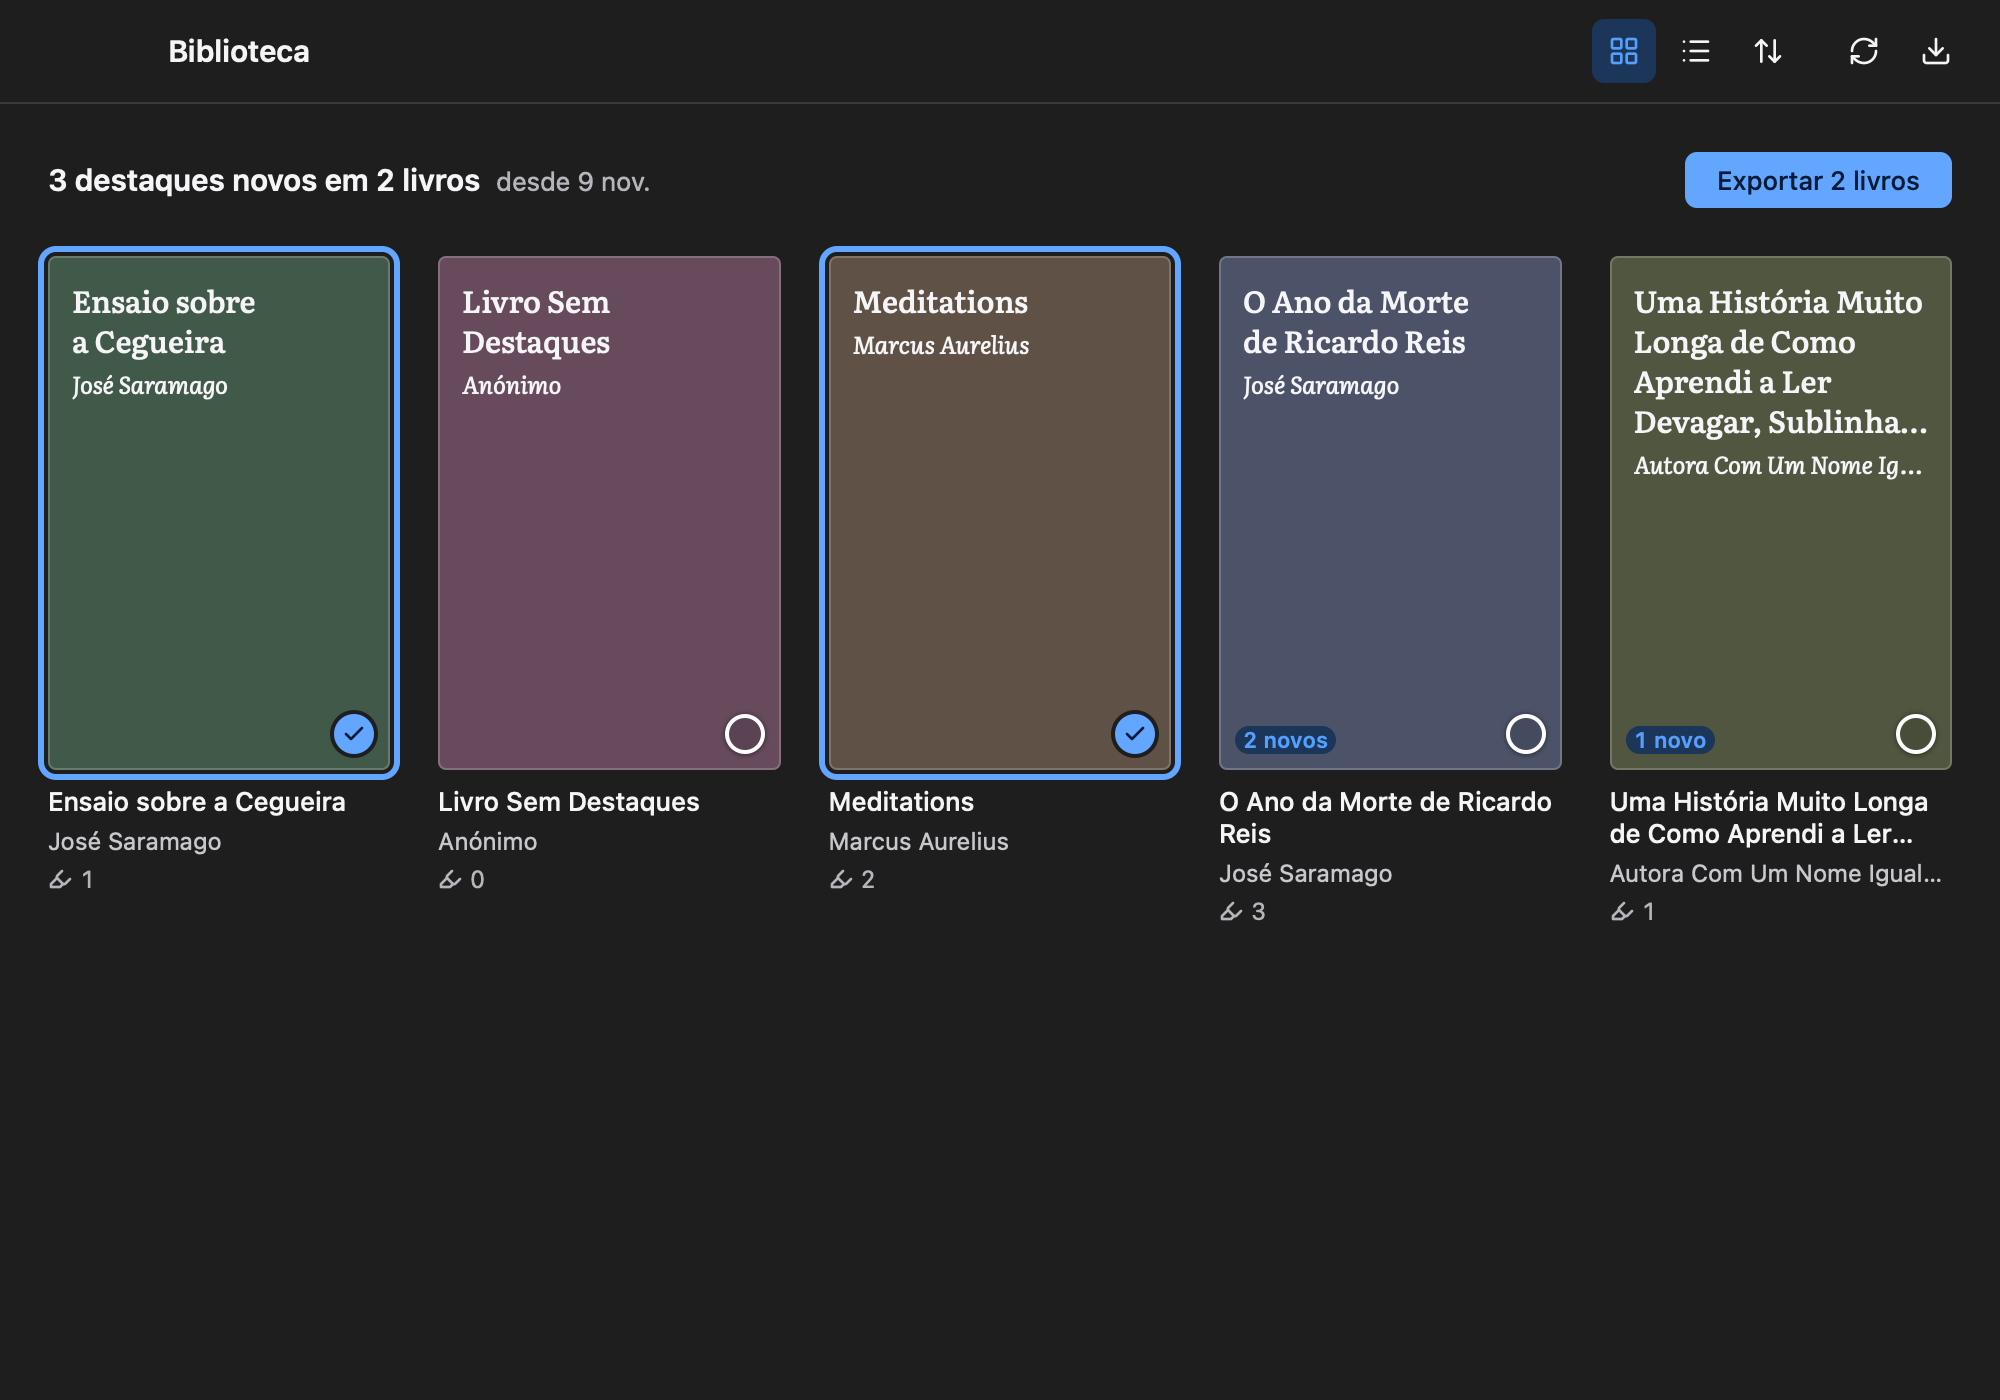 Biblioteca
3 destaques novos em 2 livros desde 9 nov.
Exportar 2 livros
Ensaio sobre
a Cegueira
José Saramago
Ensaio sobre a Cegueira
José Saramago
1
Livro Sem
Destaques
Anónimo
Livro Sem Destaques
Anónimo
0
Meditations
Marcus Aurelius
Meditations
Marcus Aurelius
2
O Ano da Morte
de Ricardo Reis
José Saramago
2 novos
O Ano da Morte de Ricardo
Reis
José Saramago
3
Uma História Muito
Longa de Como
Aprendi a Ler
Devagar, Sublinha...
Autora Com Um Nome Ig...
1 novo
Uma História Muito Longa
de Como Aprendi a Ler...
Autora Com Um Nome Igual...
1